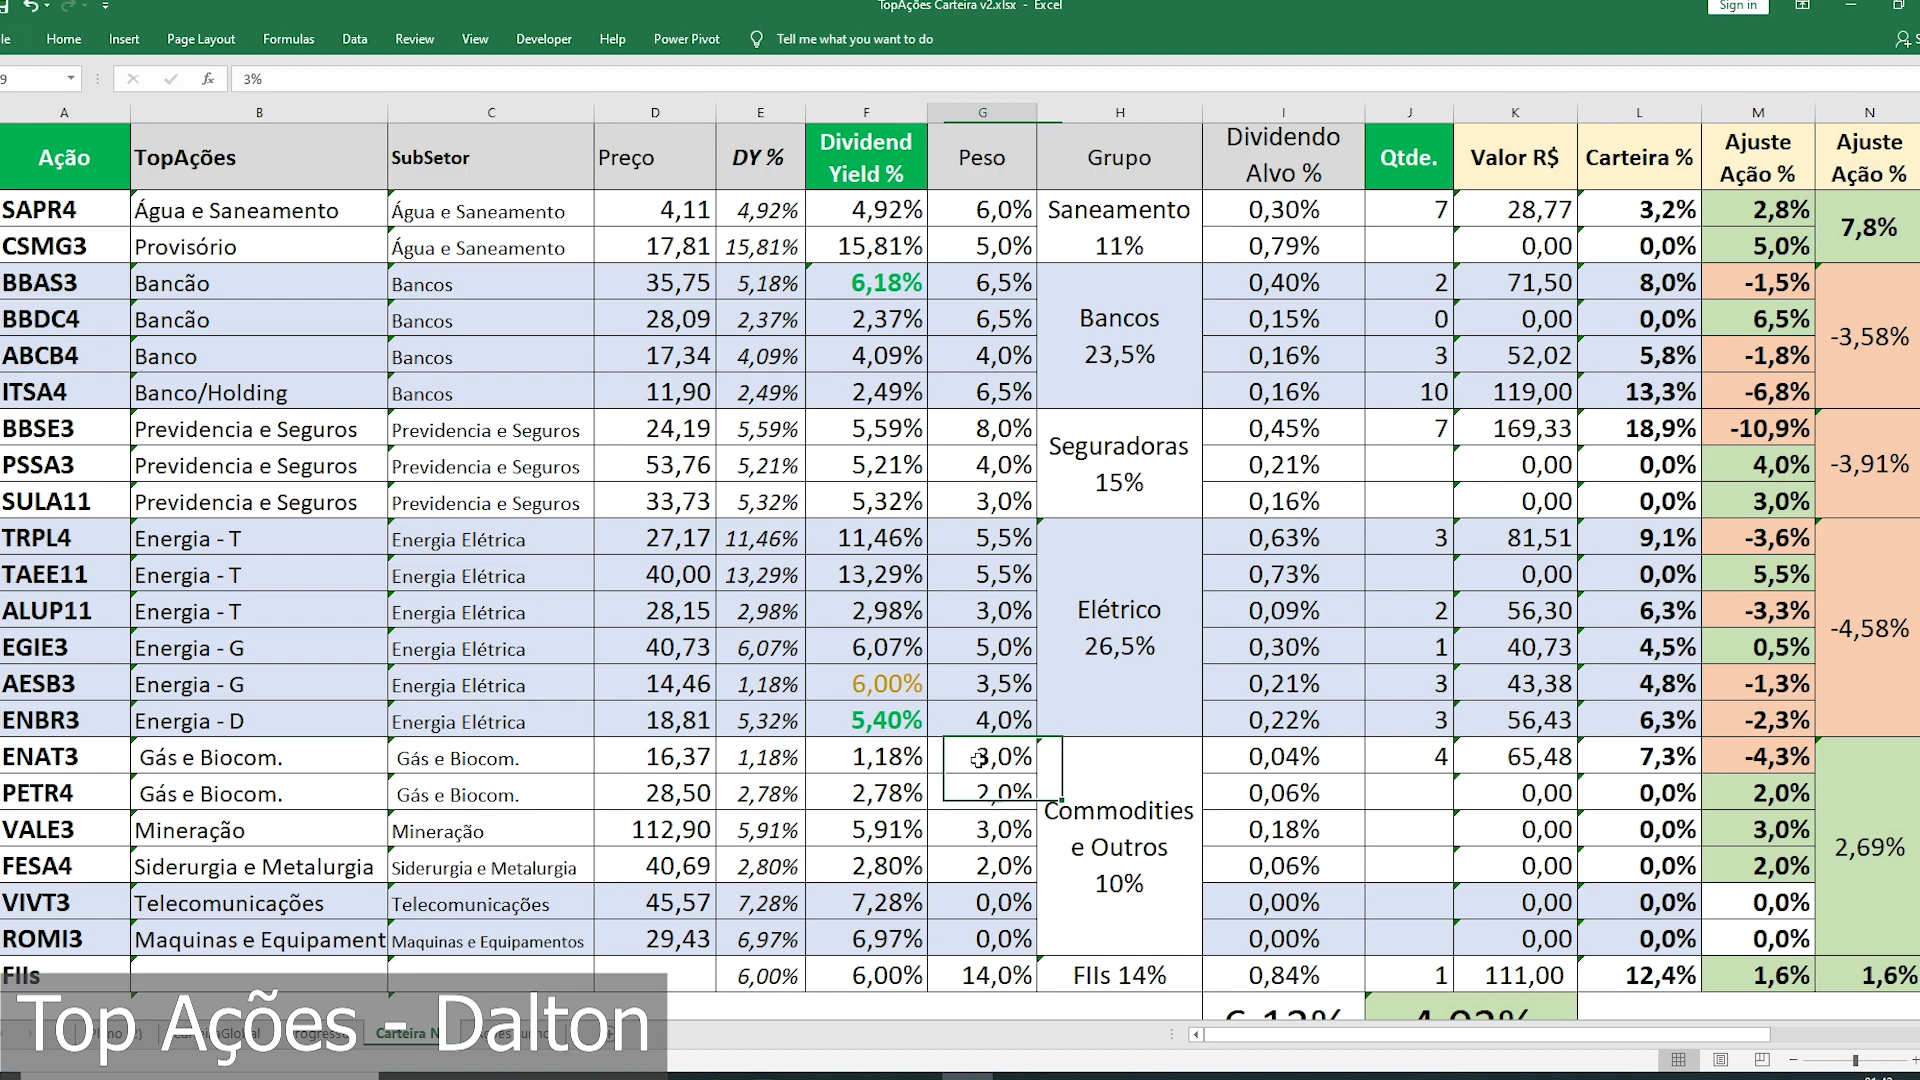 TopAções Carteira v2.xlsx - Excel
Sign in
Home Insert Page Layout Formulas Data Review View Developer Help Power Pivot Tell me what you want to do
fx 3%
A B C D E F G H I J K L M N
Ação TopAções SubSetor Preço DY % Dividend Yield % Peso Grupo Dividendo Alvo % Qtde. Valor R$ Carteira % Ajuste Ação % Ajuste Ação %
SAPR4 Água e Saneamento Água e Saneamento 4,11 4,92% 4,92% 6,0% Saneamento 0,30% 7 28,77 3,2% 2,8% 7,8%
CSMG3 Provisório Água e Saneamento 17,81 15,81% 15,81% 5,0% 11% 0,79% 0,00 0,0% 5,0%
BBAS3 Bancão Bancos 35,75 5,18% 6,18% 6,5% 0,40% 2 71,50 8,0% -1,5%
BBDC4 Bancão Bancos 28,09 2,37% 2,37% 6,5% Bancos 0,15% 0 0,00 0,0% 6,5% -3,58%
ABCB4 Banco Bancos 17,34 4,09% 4,09% 4,0% 23,5% 0,16% 3 52,02 5,8% -1,8%
ITSA4 Banco/Holding Bancos 11,90 2,49% 2,49% 6,5% 0,16% 10 119,00 13,3% -6,8%
BBSE3 Previdencia e Seguros Previdencia e Seguros 24,19 5,59% 5,59% 8,0% Seguradoras 0,45% 7 169,33 18,9% -10,9%
PSSA3 Previdencia e Seguros Previdencia e Seguros 53,76 5,21% 5,21% 4,0% 15% 0,21% 0,00 0,0% 4,0% -3,91%
SULA11 Previdencia e Seguros Previdencia e Seguros 33,73 5,32% 5,32% 3,0% 0,16% 0,00 0,0% 3,0%
TRPL4 Energia - T Energia Elétrica 27,17 11,46% 11,46% 5,5% 0,63% 3 81,51 9,1% -3,6%
TAEE11 Energia - T Energia Elétrica 40,00 13,29% 13,29% 5,5% 0,73% 0,00 0,0% 5,5%
ALUP11 Energia - T Energia Elétrica 28,15 2,98% 2,98% 3,0% Elétrico 0,09% 2 56,30 6,3% -3,3% -4,58%
EGIE3 Energia - G Energia Elétrica 40,73 6,07% 6,07% 5,0% 26,5% 0,30% 1 40,73 4,5% 0,5%
AESB3 Energia - G Energia Elétrica 14,46 1,18% 6,00% 3,5% 0,21% 3 43,38 4,8% -1,3%
ENBR3 Energia - D Energia Elétrica 18,81 5,32% 5,40% 4,0% 0,22% 3 56,43 6,3% -2,3%
ENAT3 Gás e Biocom. Gás e Biocom. 16,37 1,18% 1,18% 3,0% 0,04% 4 65,48 7,3% -4,3%
PETR4 Gás e Biocom. Gás e Biocom. 28,50 2,78% 2,78% 2,0% Commodities 0,06% 0,00 0,0% 2,0%
VALE3 Mineração Mineração 112,90 5,91% 5,91% 3,0% e Outros 0,18% 0,00 0,0% 3,0% 2,69%
FESA4 Siderurgia e Metalurgia Siderurgia e Metalurgia 40,69 2,80% 2,80% 2,0% 10% 0,06% 0,00 0,0% 2,0%
VIVT3 Telecomunicações Telecomunicações 45,57 7,28% 7,28% 0,0% 0,00% 0,00 0,0% 0,0%
ROMI3 Maquinas e Equipament Maquinas e Equipamentos 29,43 6,97% 6,97% 0,0% 0,00% 0,00 0,0% 0,0%
FIIs 6,00% 6,00% 14,0% FIIs 14% 0,84% 1 111,00 12,4% 1,6% 1,6%
Top Ações - Dalton
Carteira N